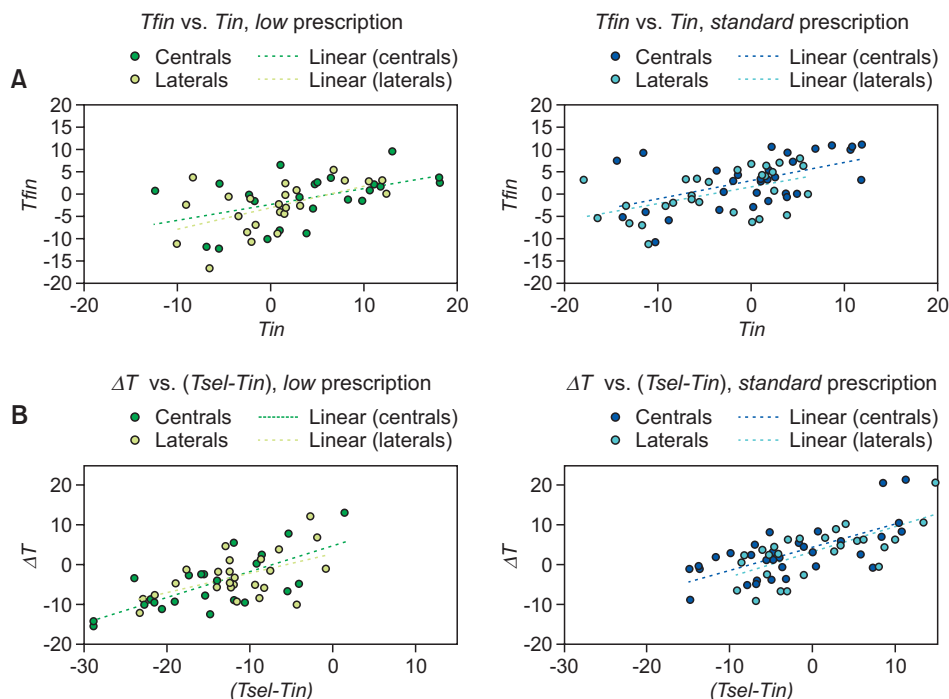 Tfin vs. Tin, low prescription
Centrals Linear (centrals)
Laterals Linear (laterals)
A
20
15
10
5
0
-5
-10
-15
-20
Tfin
-20 -10 0 10 20
Tin
Tfin vs. Tin, standard prescription
Centrals Linear (centrals)
Laterals Linear (laterals)
20
15
10
5
0
-5
-10
-15
-20
Tfin
-20 -10 0 10 20
Tin
ΔT vs. (Tsel-Tin), low prescription
Centrals Linear (centrals)
Laterals Linear (laterals)
B
20
10
0
-10
-20
ΔT
-30 -20 -10 0 10
(Tsel-Tin)
ΔT vs. (Tsel-Tin), standard prescription
Centrals Linear (centrals)
Laterals Linear (laterals)
20
10
0
-10
-20
ΔT
-30 -20 -10 0 10
(Tsel-Tin)